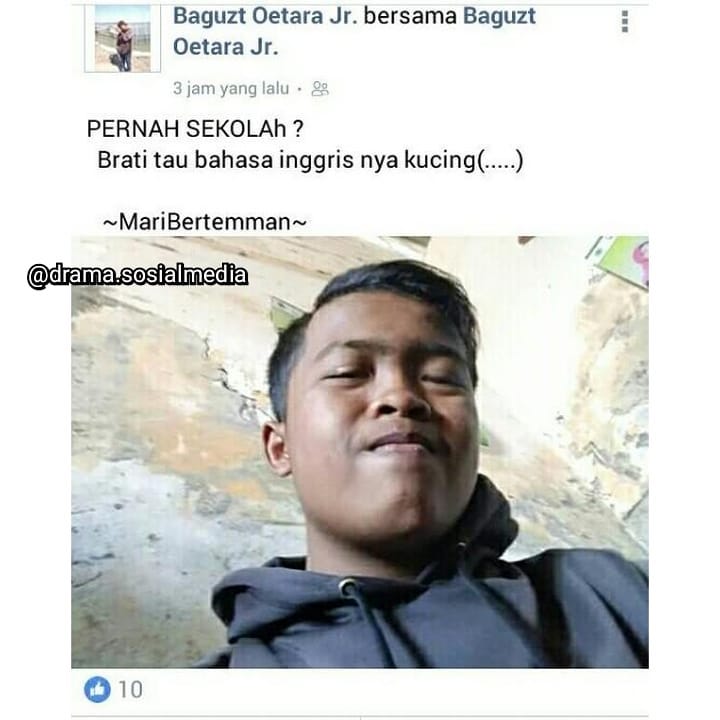 Baguzt Oetara Jr. bersama Baguzt
Oetara Jr.
3 jam yang lalu ·
PERNAH SEKOLAh ?
Brati tau bahasa inggris nya kucing(.....)
~MariBertemman~
@drama.sosialmedia
10